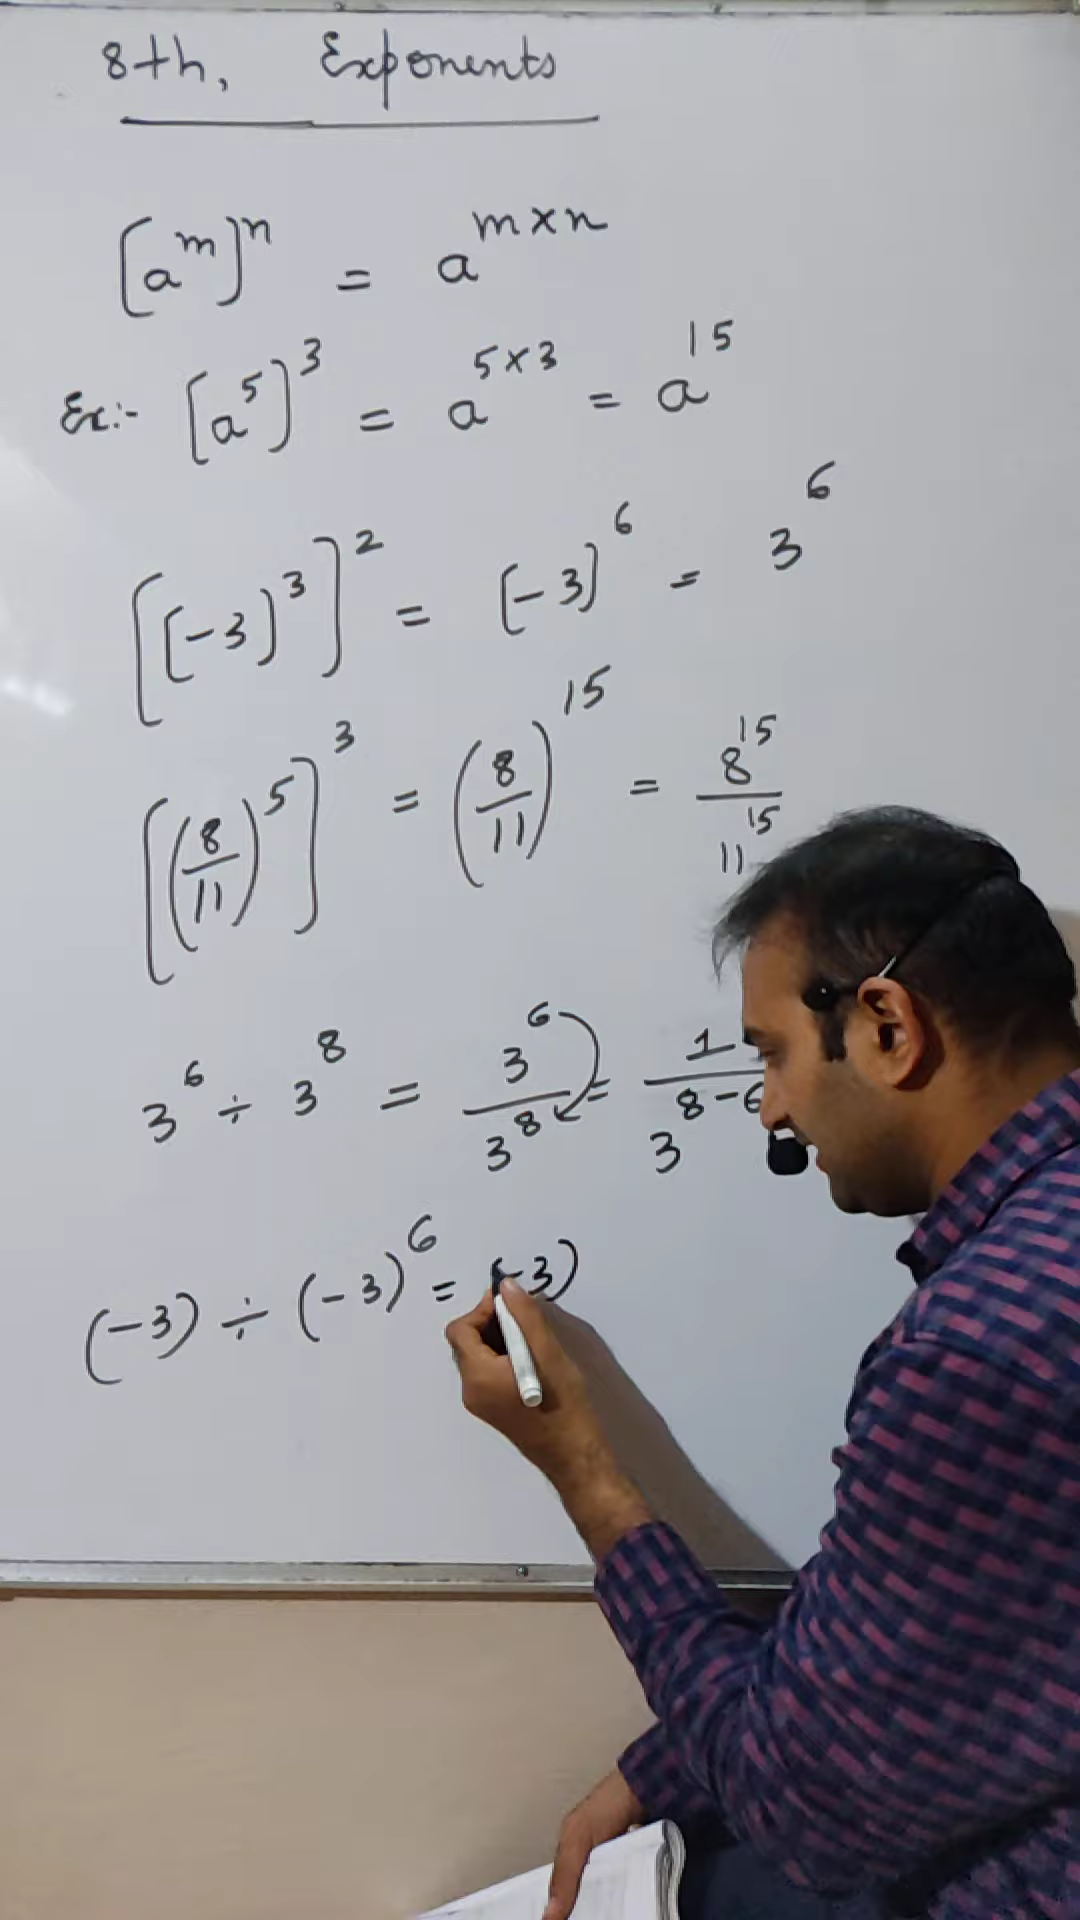 8th, Exponents
[a^m]^n = a^{m×n}
Ex:- [a^5]^3 = a^{5×3} = a^{15}
[(-3)^3]^2 = (-3)^6 = 3^6
[(8/11)^5]^3 = (8/11)^{15} = 8^{15}/11^{15}
3^6 ÷ 3^8 = 3^6/3^8 = 1/3^{8-6}
(-3) ÷ (-3)^6 = (-3)